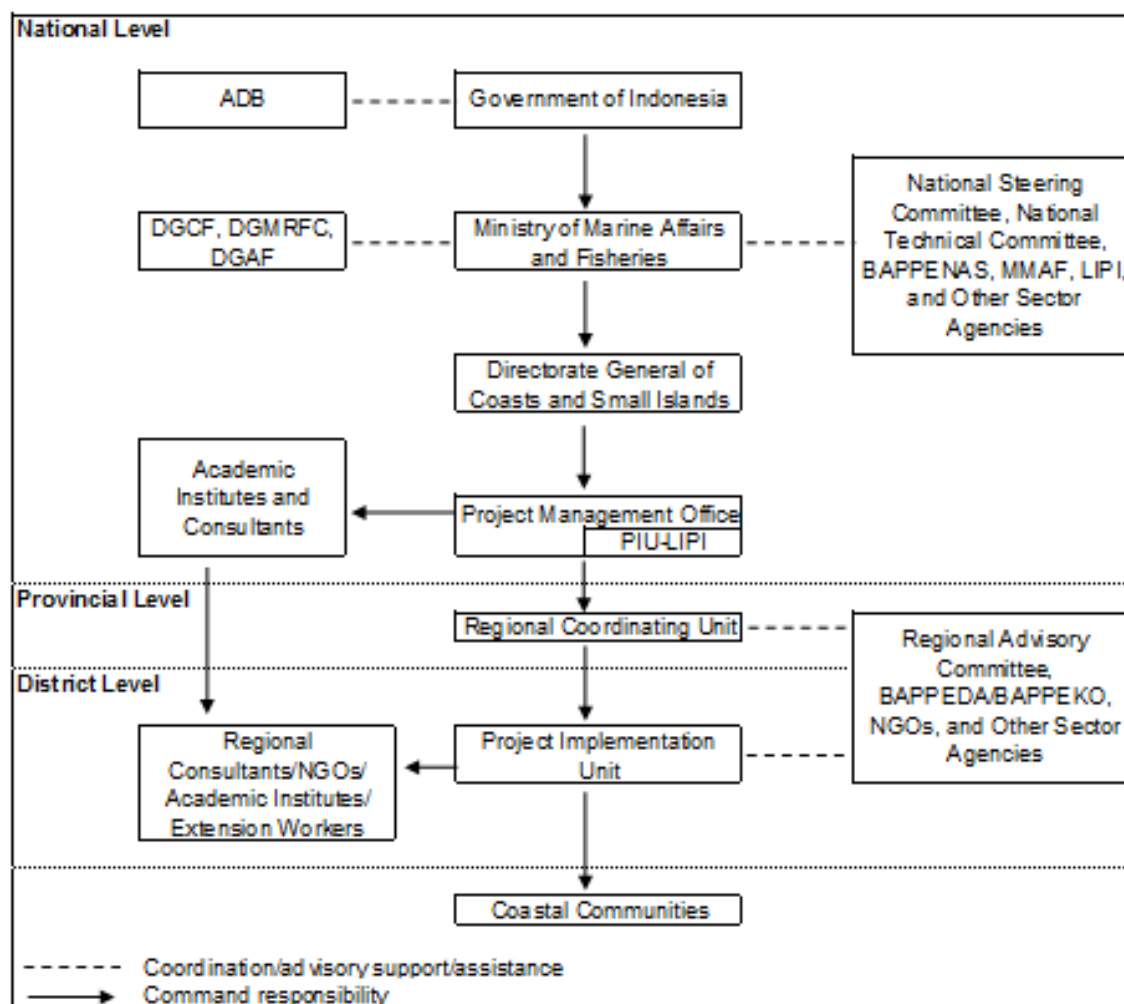 National Level
ADB
Government of Indonesia
DGCF, DGMRFC,
DGAF
Ministry of Marine Affairs
and Fisheries
National Steering
Committee, National
Technical Committee,
BAPPENAS, MMAF, LIPI,
and Other Sector
Agencies
Directorate General of
Coasts and Small Islands
Academic
Institutes and
Consultants
Project Management Office
PIU-LIPI
Provincial Level
Regional Coordinating Unit
Regional Advisory
Committee,
BAPPEDA/BAPPEKO,
NGOs, and Other Sector
Agencies
District Level
Regional
Consultants/NGOs/
Academic Institutes/
Extension Workers
Project Implementation
Unit
Coastal Communities
Coordination/advisory support/assistance
Command responsibility